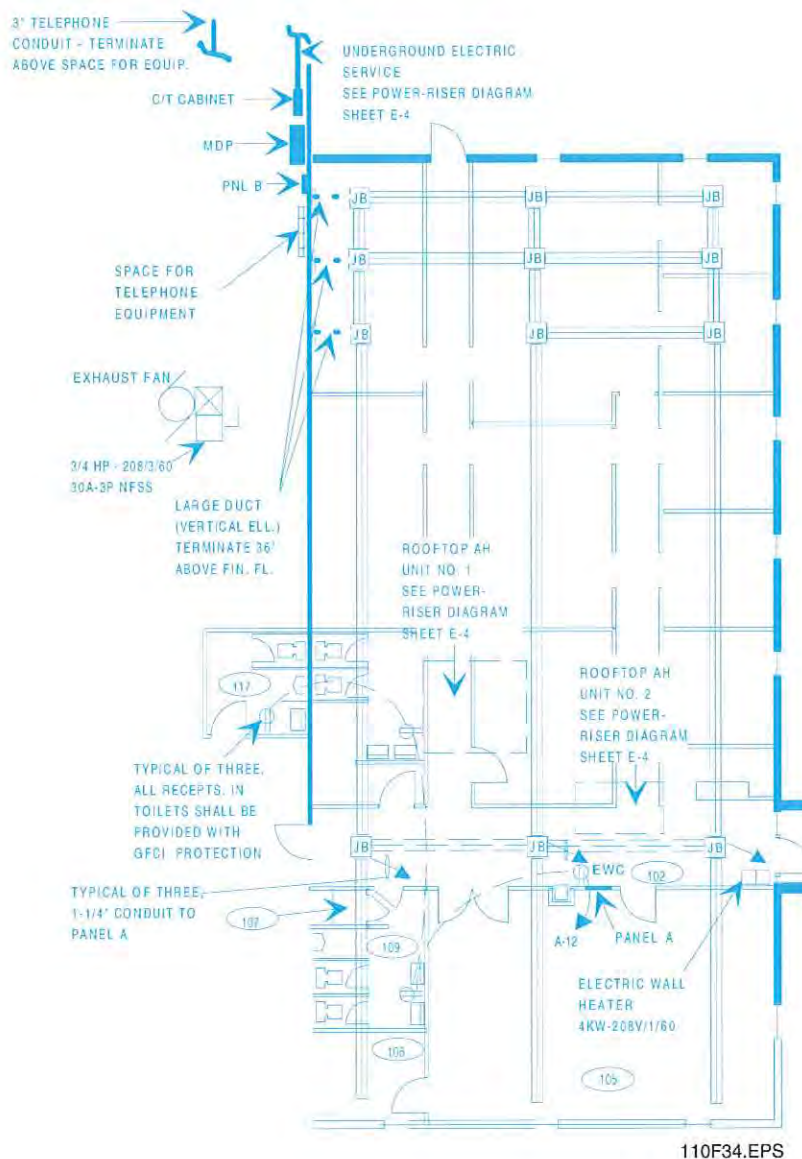 3" TELEPHONE
CONDUIT - TERMINATE
ABOVE SPACE FOR EQUIP.
UNDERGROUND ELECTRIC
SERVICE
SEE POWER-RISER DIAGRAM
SHEET E-4
C/T CABINET
MDP
PNL B
JB
JB
JB
JB
JB
JB
JB
JB
JB
SPACE FOR
TELEPHONE
EQUIPMENT
EXHAUST FAN
3/4 HP - 208/3/60
30A-3P NFSS
LARGE DUCT
(VERTICAL ELL.)
TERMINATE 36"
ABOVE FIN. FL.
ROOFTOP AH
UNIT NO. 1
SEE POWER-
RISER DIAGRAM
SHEET E-4
ROOFTOP AH
UNIT NO. 2
SEE POWER-
RISER DIAGRAM
SHEET E-4
117
TYPICAL OF THREE,
ALL RECEPTS. IN
TOILETS SHALL BE
PROVIDED WITH
GFCI PROTECTION
JB
JB
JB
EWC
102
TYPICAL OF THREE,
1-1/4" CONDUIT TO
PANEL A
107
109
A-12
PANEL A
ELECTRIC WALL
HEATER
4KW-208V/1/60
106
105
110F34.EPS